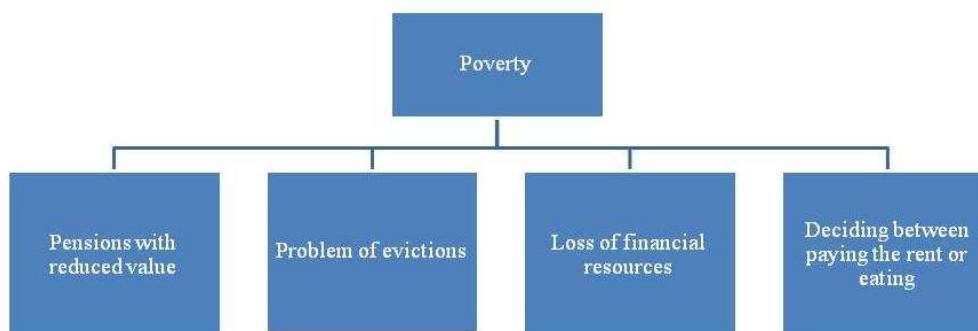 Poverty
Pensions with
reduced value
Problem of evictions
Loss of financial
resources
Deciding between
paying the rent or
eating